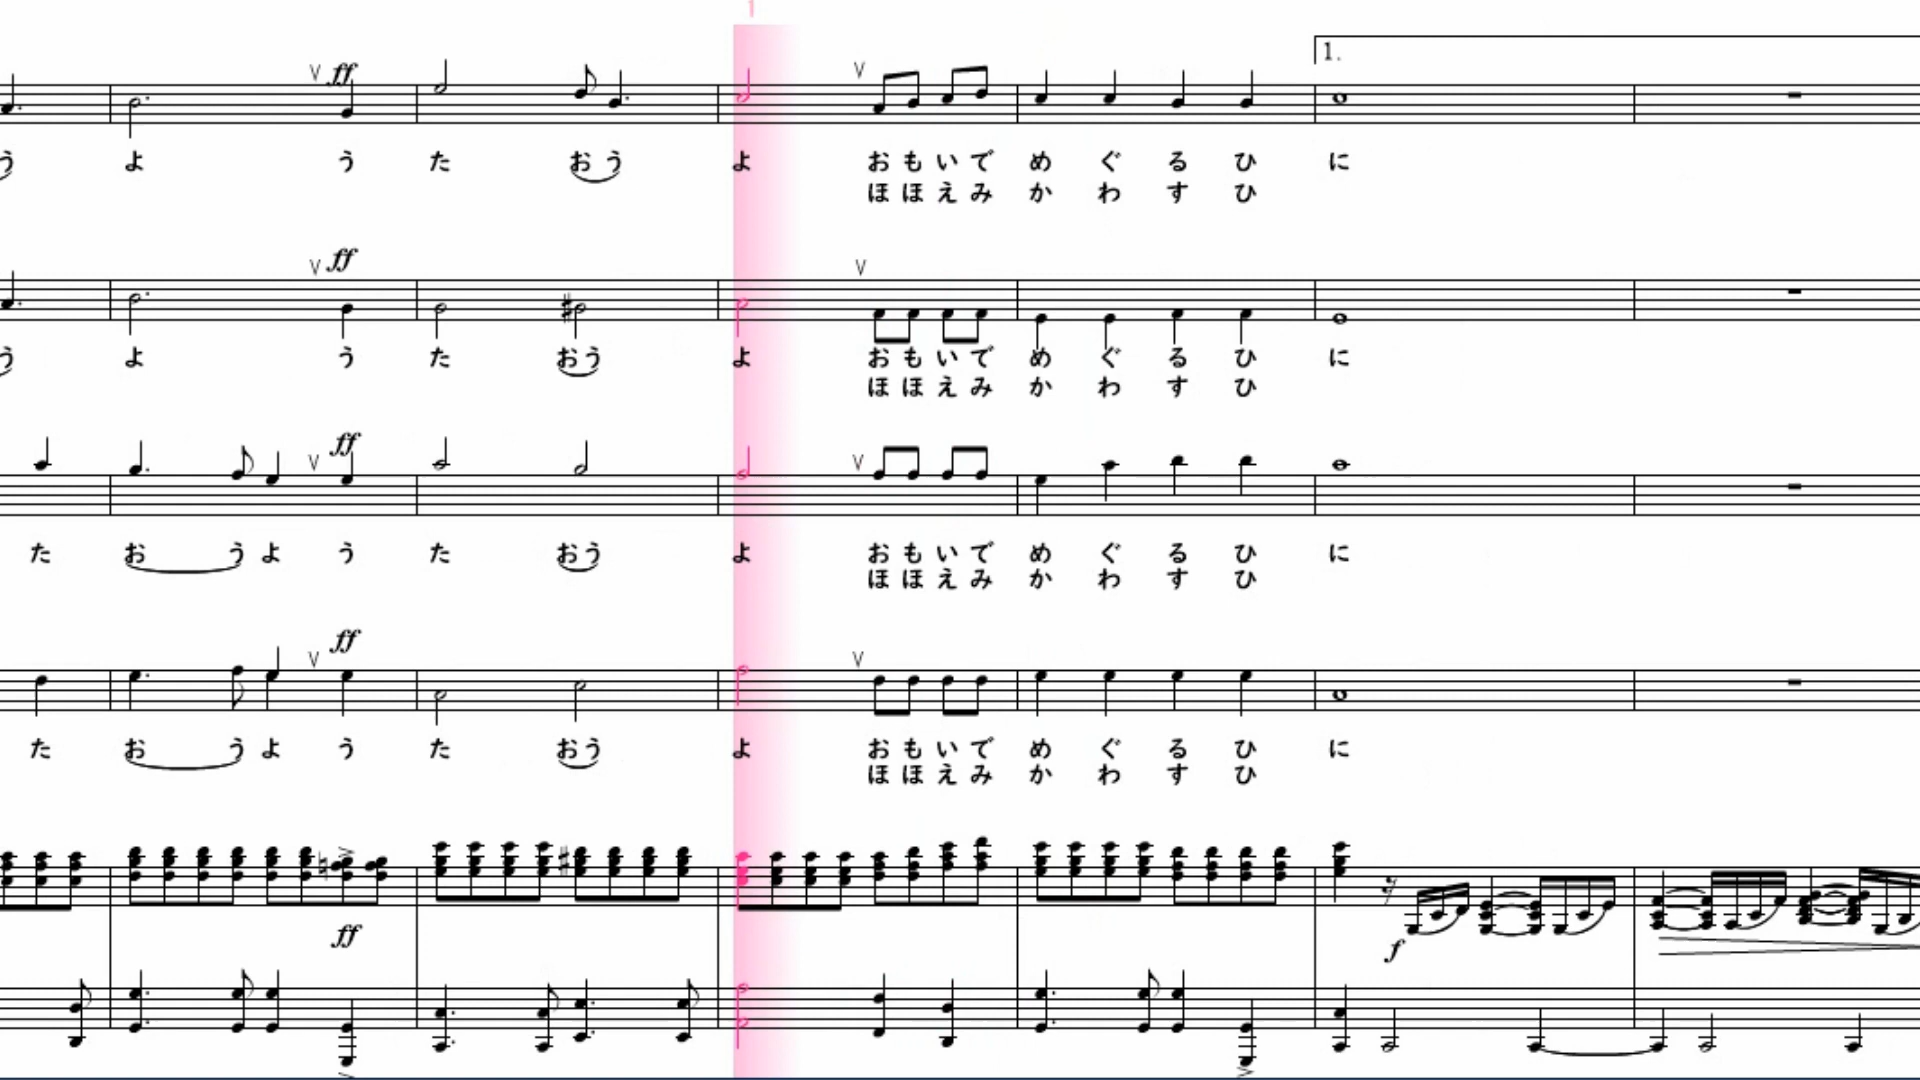 1.
ff
う よ う た おう よ おもいで めぐるひ に
ほほえみ かわすひ
ff
う よ う た おう よ おもいで めぐるひ に
ほほえみ かわすひ
ff
た おうよ う た おう よ おもいで めぐるひ に
ほほえみ かわすひ
ff
た おうよ う た おう よ おもいで めぐるひ に
ほほえみ かわすひ
ff
f